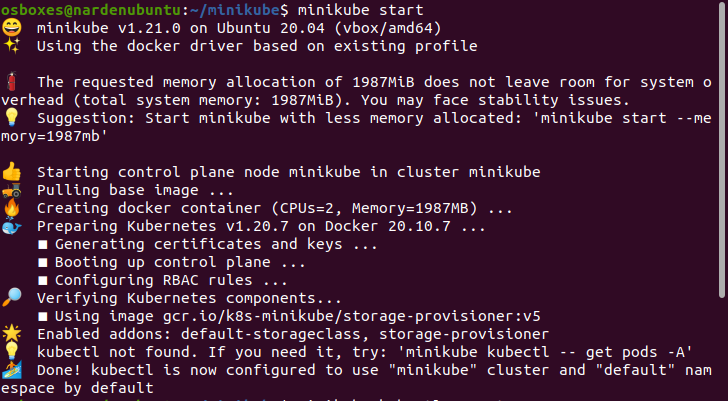 osboxes@nardenubuntu:~/minikube$ minikube start
😄 minikube v1.21.0 on Ubuntu 20.04 (vbox/amd64)
✨ Using the docker driver based on existing profile
🧯 The requested memory allocation of 1987MiB does not leave room for system o
verhead (total system memory: 1987MiB). You may face stability issues.
💡 Suggestion: Start minikube with less memory allocated: 'minikube start --me
mory=1987mb'
👍 Starting control plane node minikube in cluster minikube
🚜 Pulling base image ...
🔥 Creating docker container (CPUs=2, Memory=1987MB) ...
🐳 Preparing Kubernetes v1.20.7 on Docker 20.10.7 ...
■ Generating certificates and keys ...
■ Booting up control plane ...
■ Configuring RBAC rules ...
🔎 Verifying Kubernetes components...
■ Using image gcr.io/k8s-minikube/storage-provisioner:v5
🌟 Enabled addons: default-storageclass, storage-provisioner
💡 kubectl not found. If you need it, try: 'minikube kubectl -- get pods -A'
🏄 Done! kubectl is now configured to use "minikube" cluster and "default" nam
espace by default